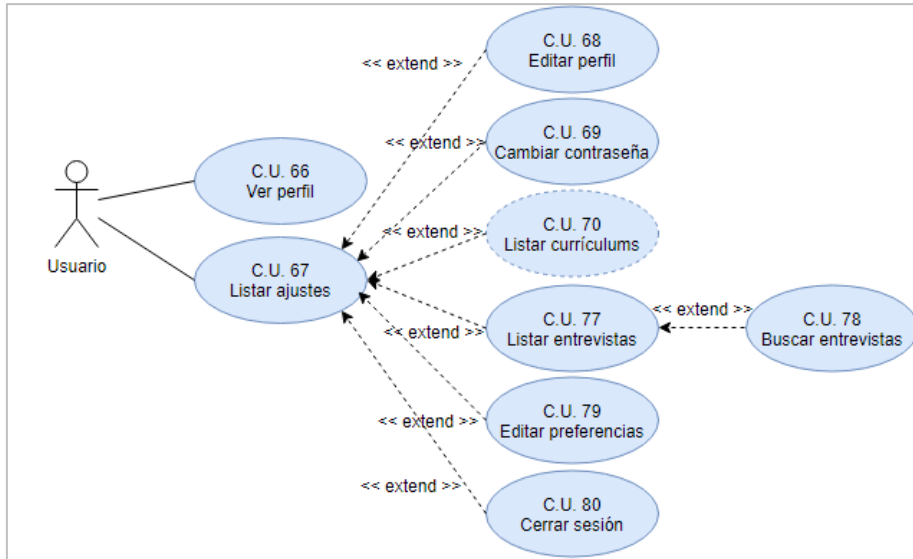 C.U. 68
Editar perfil
<< extend >>
C.U. 69
Cambiar contraseña
<< extend >>
C.U. 66
Ver perfil
C.U. 70
Listar currículums
<< extend >>
Usuario
C.U. 67
Listar ajustes
C.U. 77
Listar entrevistas
<< extend >>
C.U. 78
Buscar entrevistas
<< extend >>
C.U. 79
Editar preferencias
<< extend >>
C.U. 80
Cerrar sesión
<< extend >>